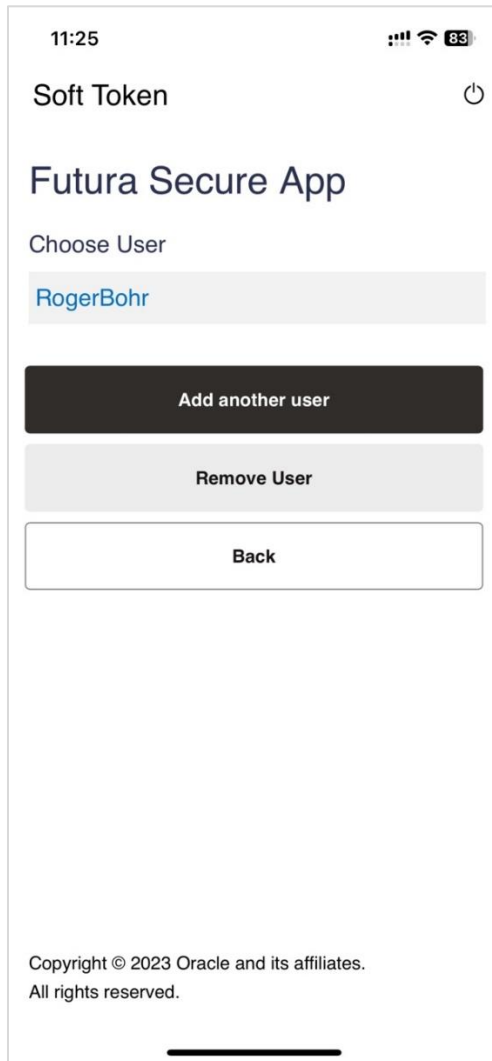 11:25
83
Soft Token
Futura Secure App
Choose User
RogerBohr
Add another user
Remove User
Back
Copyright © 2023 Oracle and its affiliates.
All rights reserved.